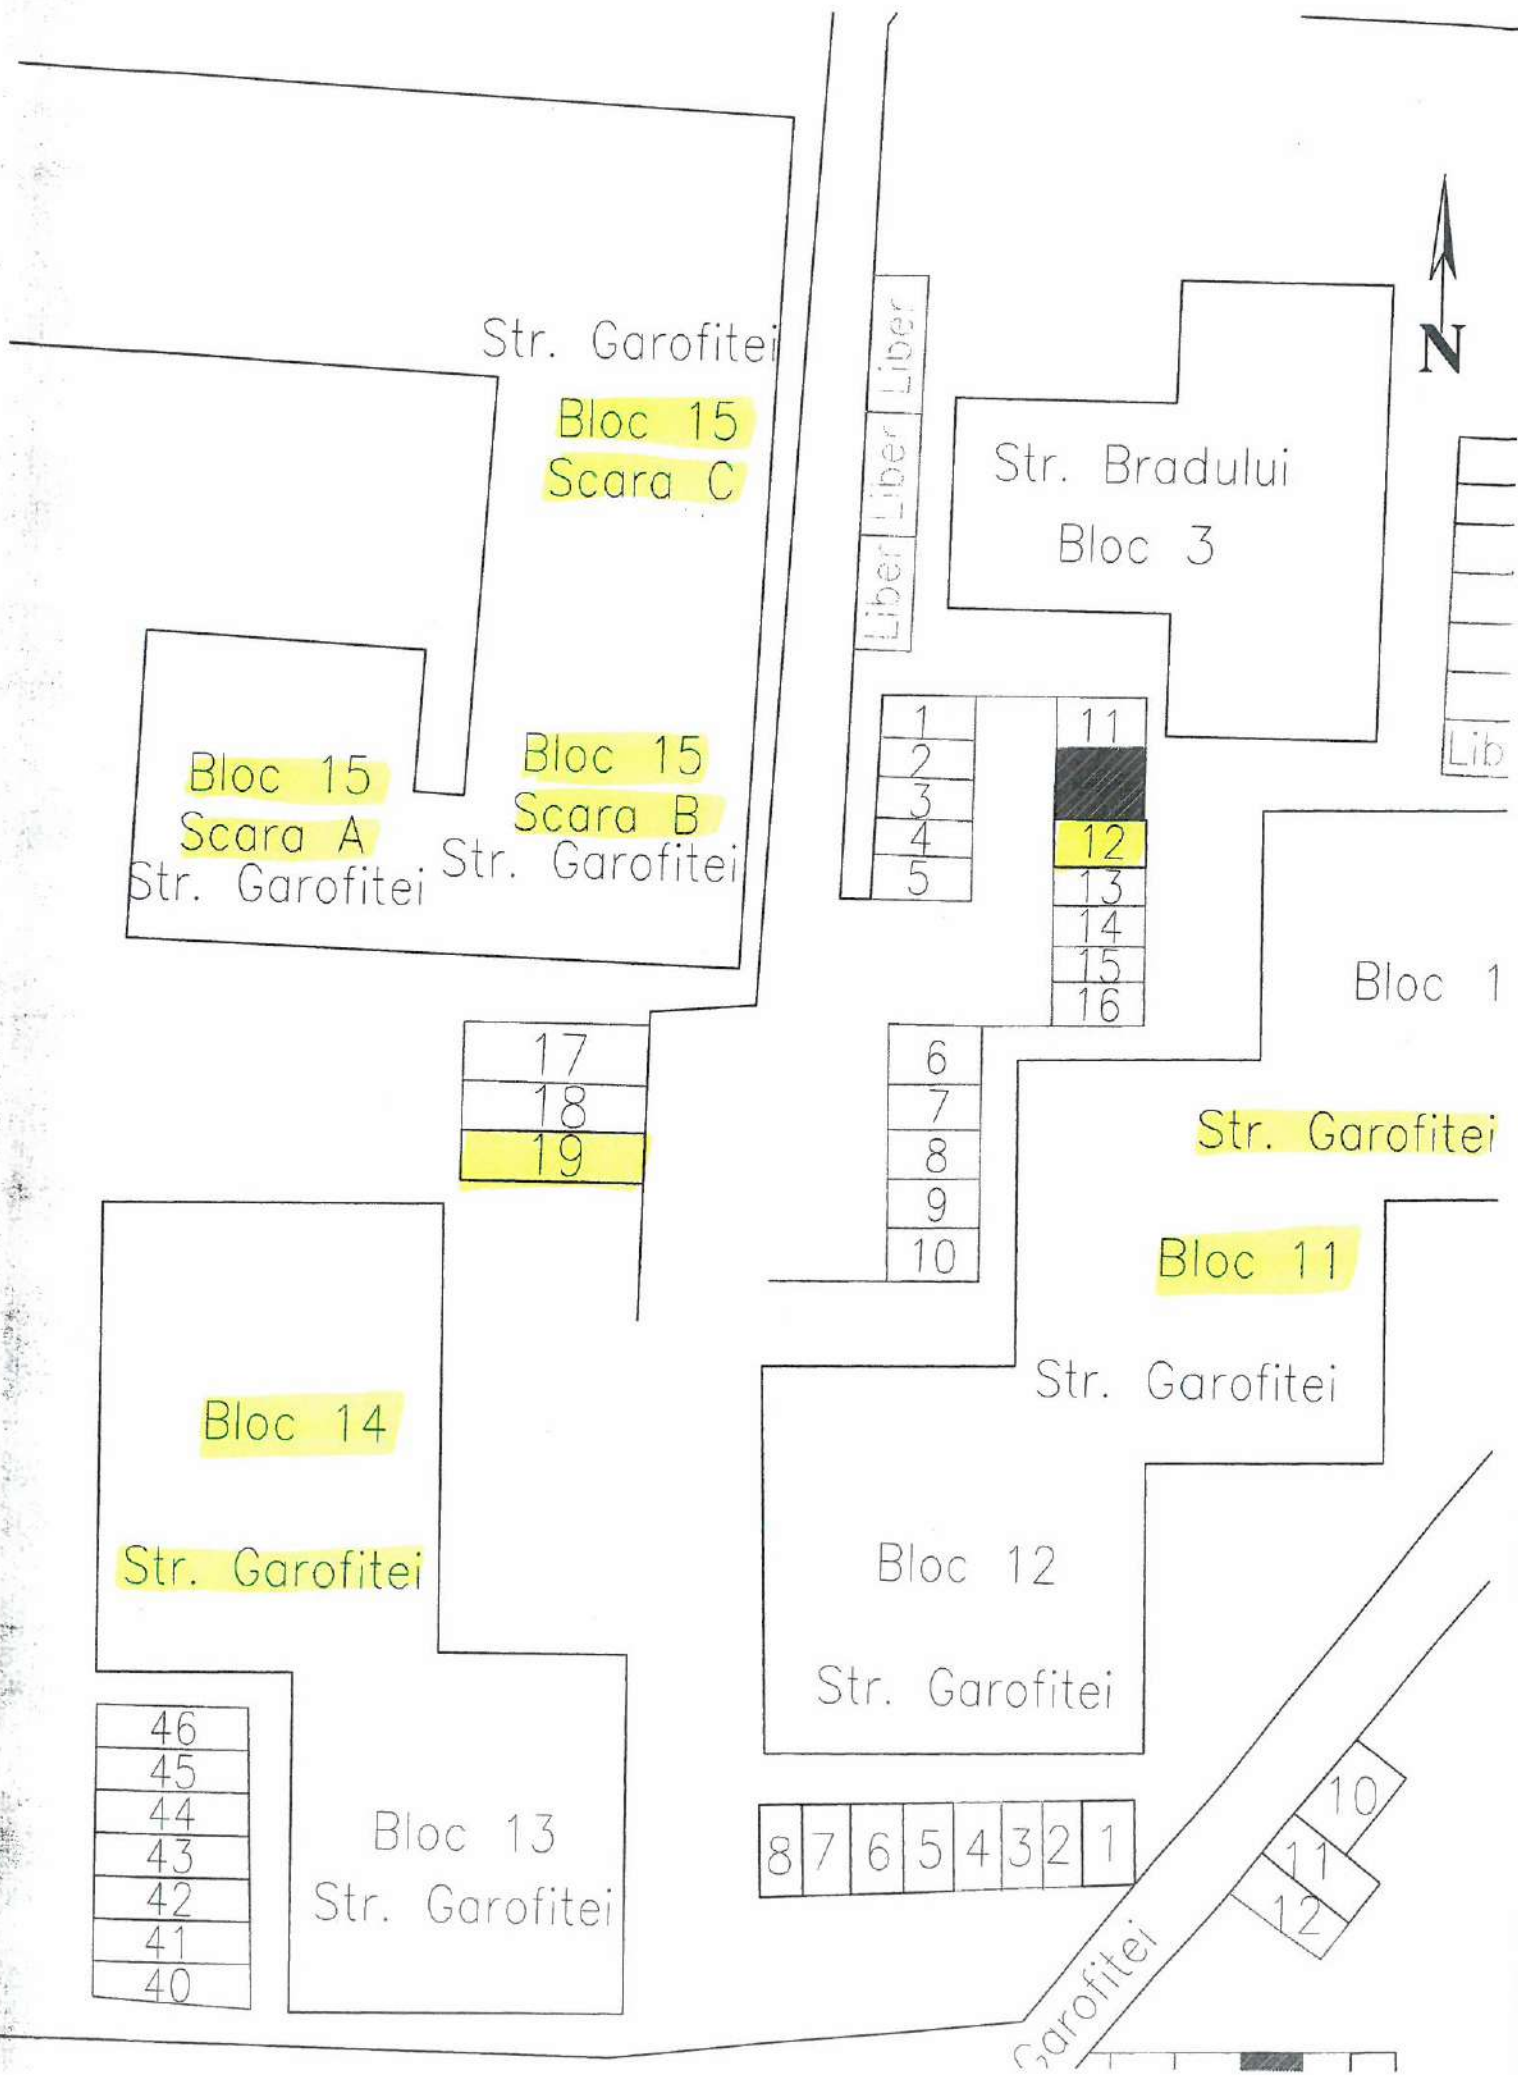 Str. Garofitei
Bloc 15
Scara C
Liber
Liber
Liber
Str. Bradului
Bloc 3
N
Lib
Bloc 15
Scara A
Str. Garofitei
Bloc 15
Scara B
Str. Garofitei
1
2
3
4
5
11
12
13
14
15
16
Bloc 1
Str. Garofitei
17
18
19
6
7
8
9
10
Bloc 11
Str. Garofitei
Bloc 14
Str. Garofitei
Bloc 12
Str. Garofitei
46
45
44
43
42
41
40
Bloc 13
Str. Garofitei
8 7 6 5 4 3 2 1
10
11
12
Garofitei